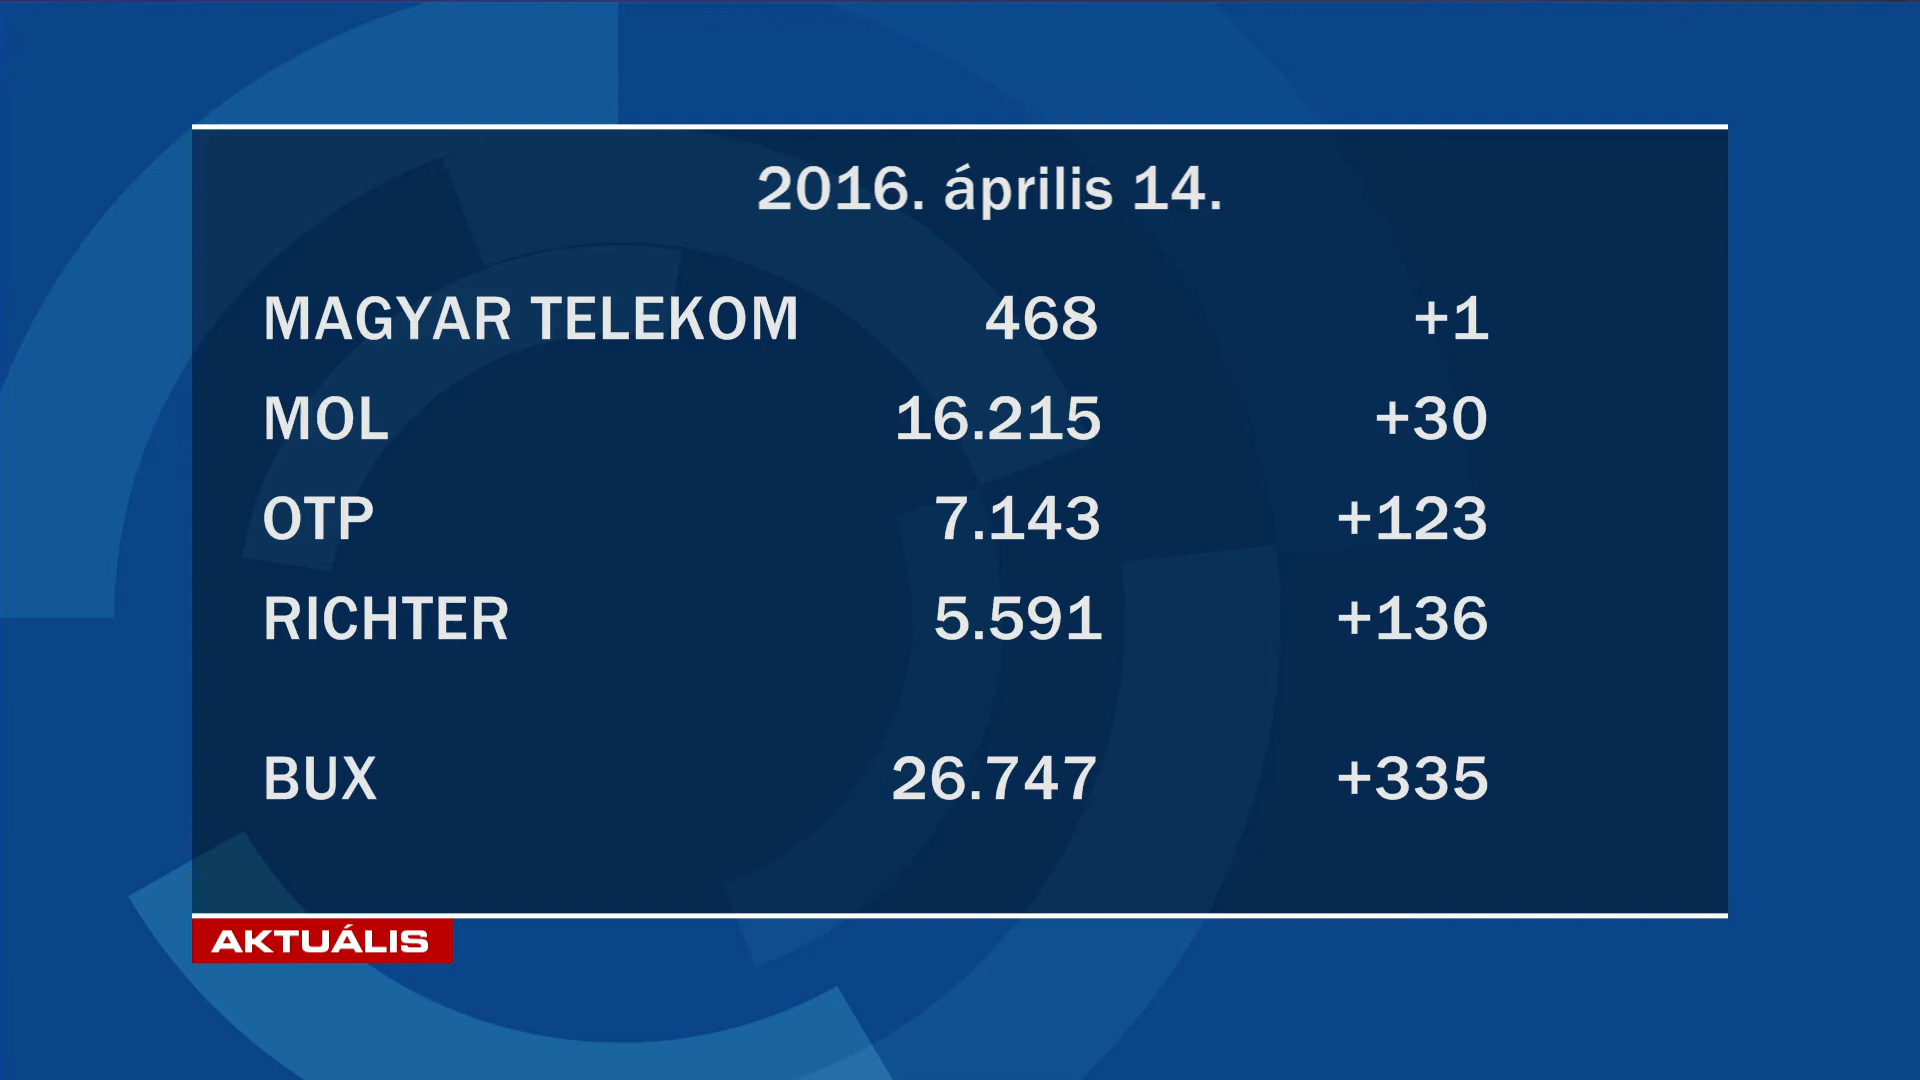 2016. április 14.
MAGYAR TELEKOM 468 +1
MOL 16.215 +30
OTP 7.143 +123
RICHTER 5.591 +136
BUX 26.747 +335
AKTUÁLIS